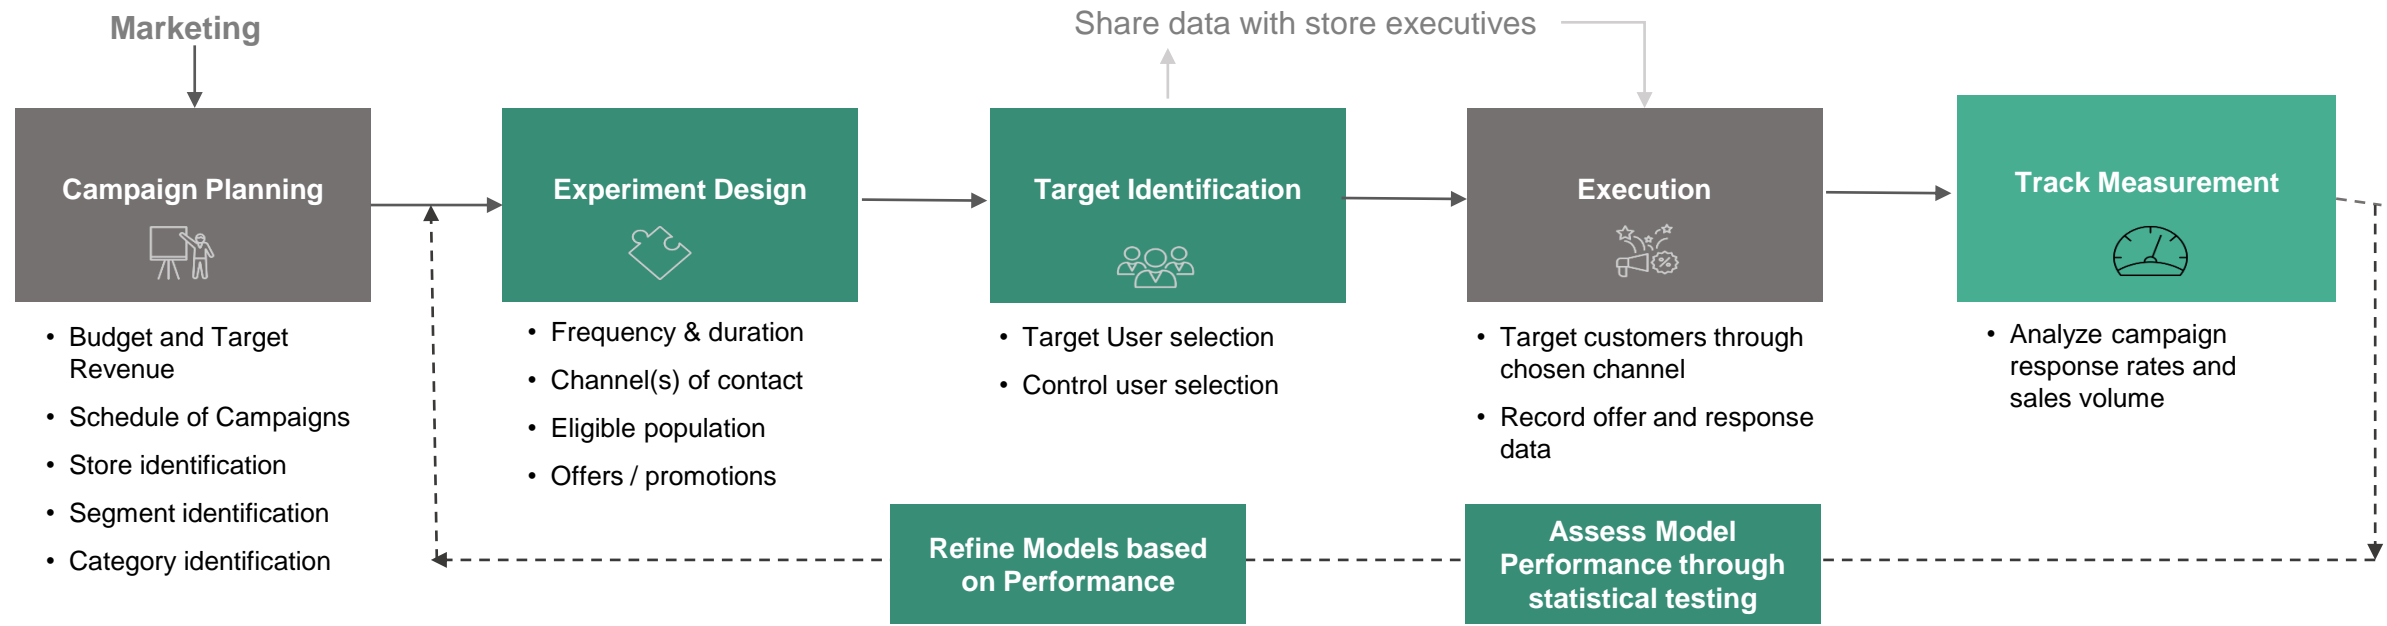 Marketing
Share data with store executives
Campaign Planning
Experiment Design
Target Identification
Execution
Track Measurement
• Budget and Target
Revenue
• Schedule of Campaigns
• Store identification
• Segment identification
• Category identification
• Frequency & duration
• Channel(s) of contact
• Eligible population
• Offers / promotions
• Target User selection
• Control user selection
• Target customers through
chosen channel
• Record offer and response
data
• Analyze campaign
response rates and
sales volume
Refine Models based
on Performance
Assess Model
Performance through
statistical testing